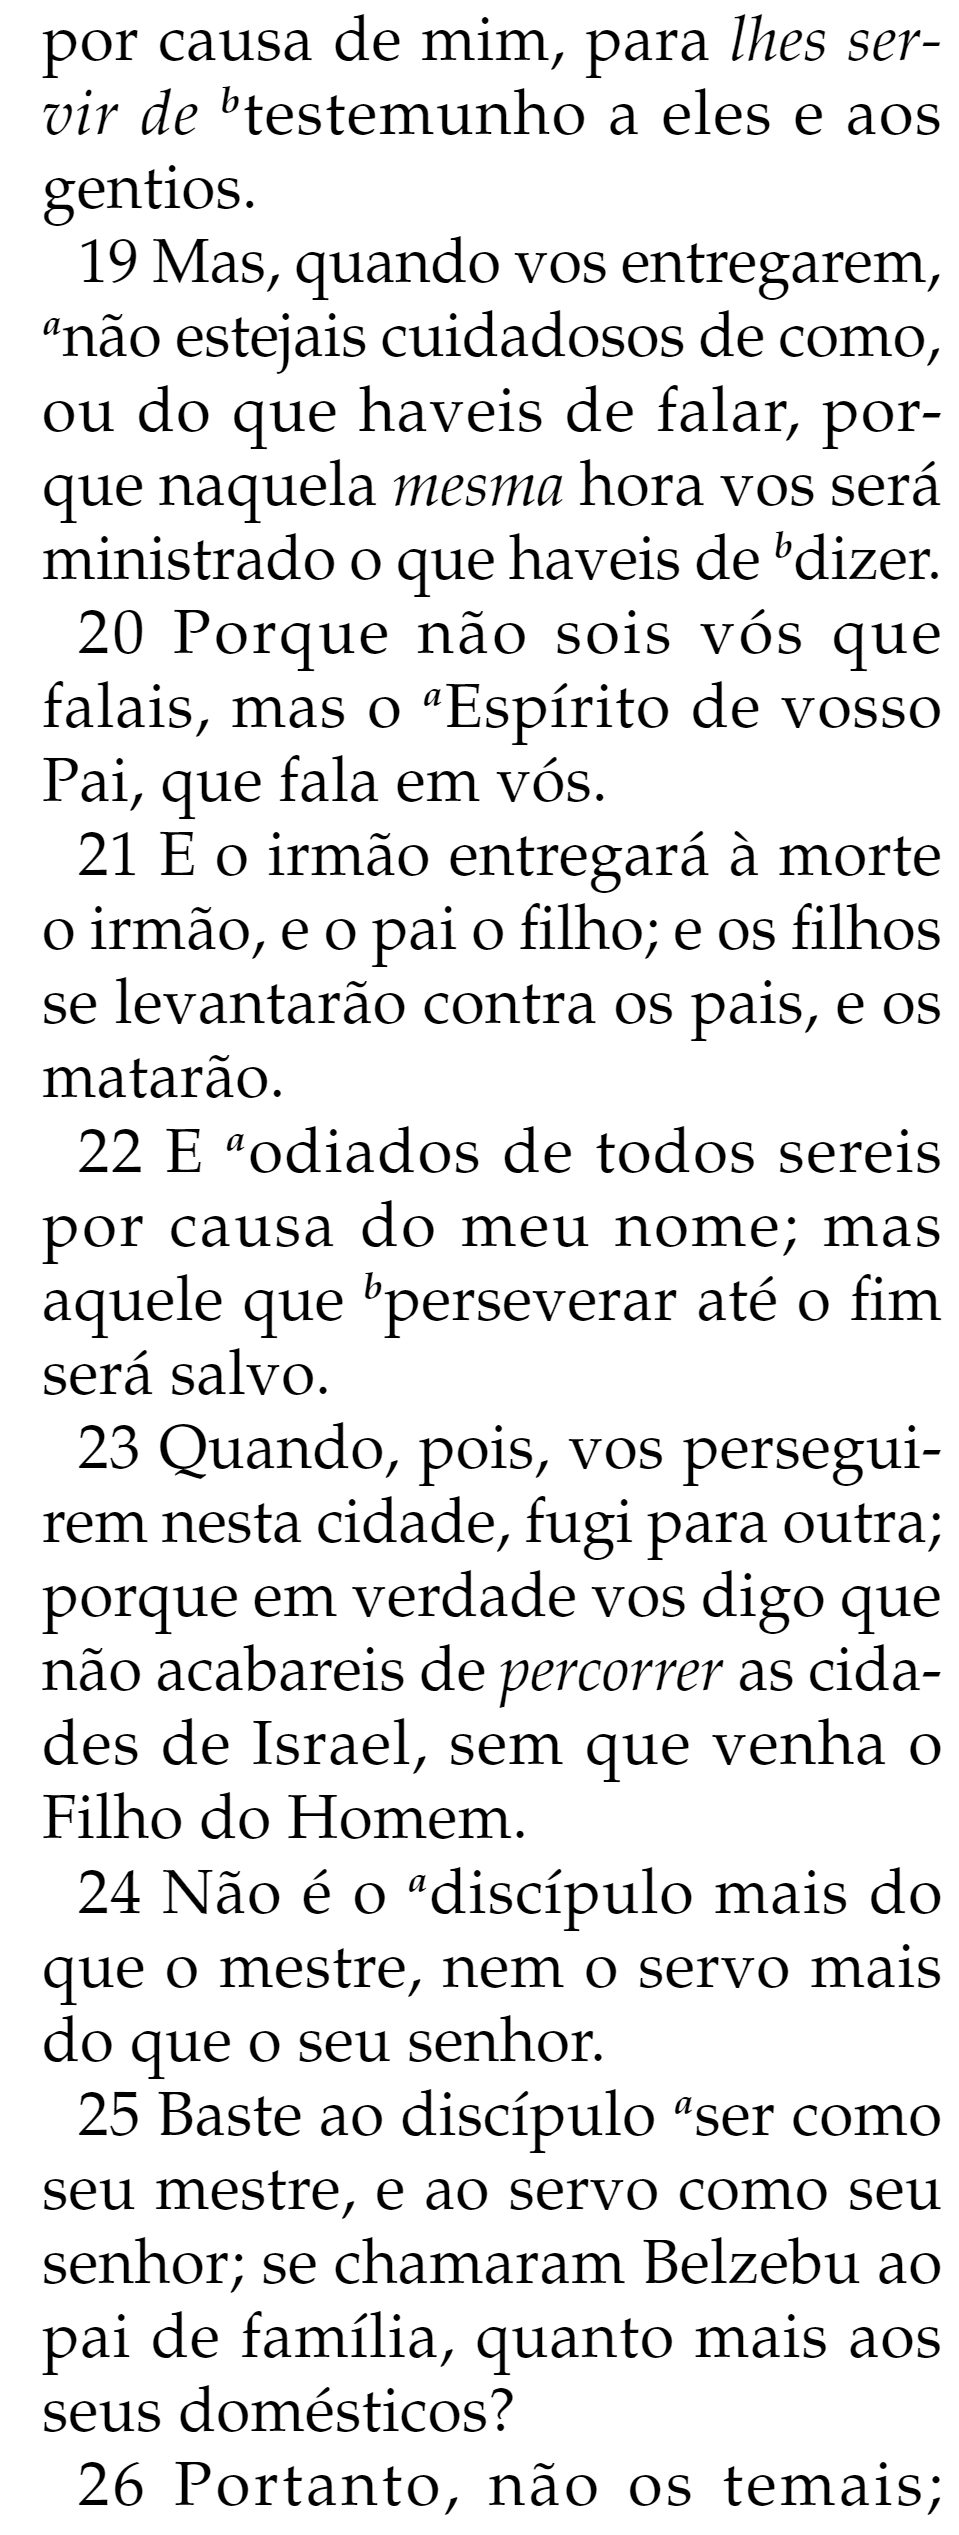 por causa de mim, para lhes ser-
vir de btestemunho a eles e aos
gentios.
19 Mas, quando vos entregarem,
anão estejais cuidadosos de como,
ou do que haveis de falar, por-
que naquela mesma hora vos será
ministrado o que haveis de bdizer.
20 Porque não sois vós que
falais, mas o aEspírito de vosso
Pai, que fala em vós.
21 E o irmão entregará à morte
o irmão, e o pai o filho; e os filhos
se levantarão contra os pais, e os
matarão.
22 E aodiados de todos sereis
por causa do meu nome; mas
aquele que bperseverar até o fim
será salvo.
23 Quando, pois, vos persegui-
rem nesta cidade, fugi para outra;
porque em verdade vos digo que
não acabareis de percorrer as cida-
des de Israel, sem que venha o
Filho do Homem.
24 Não é o adiscípulo mais do
que o mestre, nem o servo mais
do que o seu senhor.
25 Baste ao discípulo aser como
seu mestre, e ao servo como seu
senhor; se chamaram Belzebu ao
pai de família, quanto mais aos
seus domésticos?
26 Portanto, não os temais;